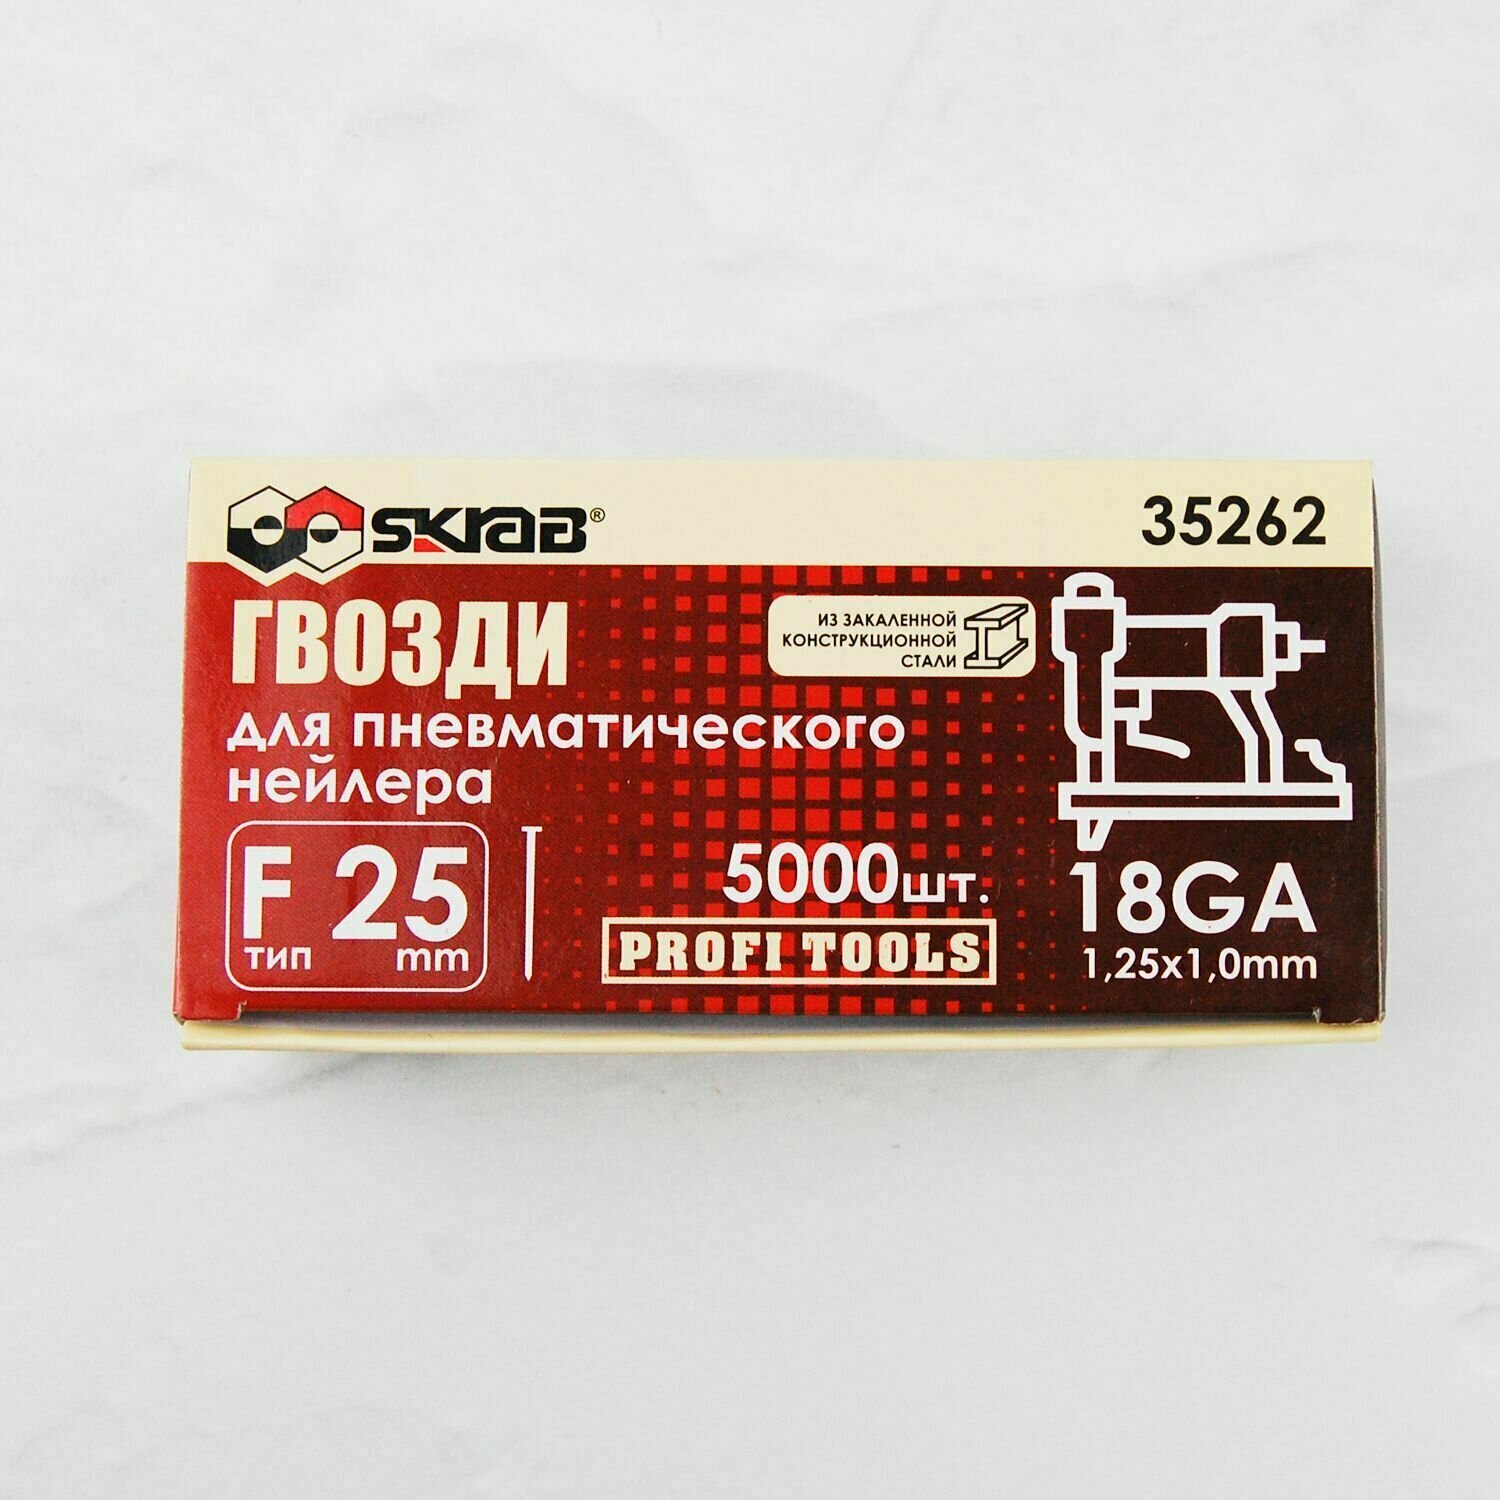 SKRAB®
35262
ГВОЗДИ
для пневматического
нейлера
ИЗ ЗАКАЛЕННОЙ
КОНСТРУКЦИОННОЙ
СТАЛИ
F 25
тип mm
5000шт.
PROFI TOOLS
18GA
1,25x1,0mm